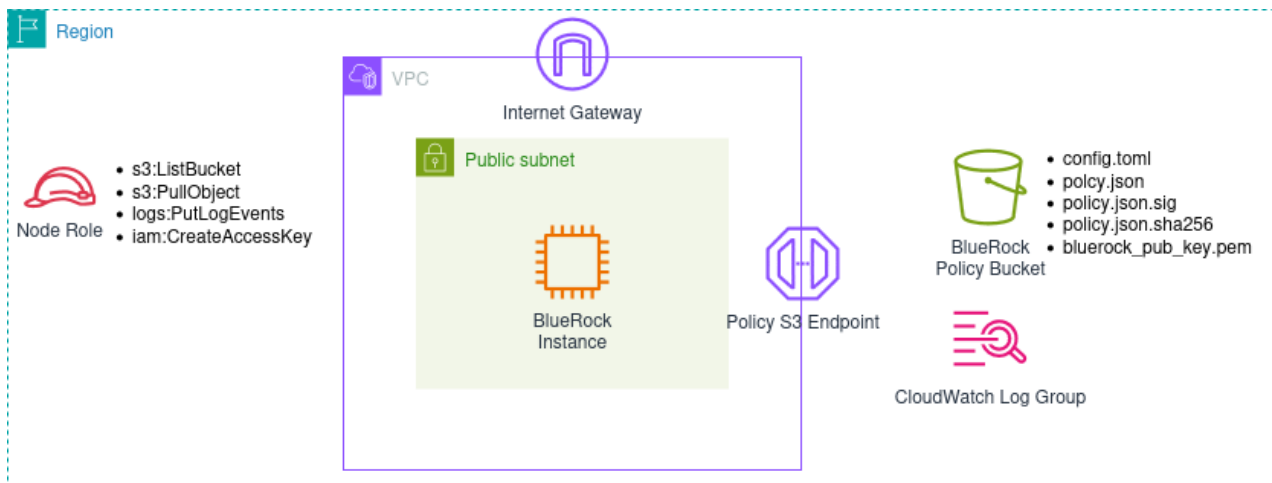 Region
VPC
Internet Gateway
Public subnet
Node Role
• s3:ListBucket
• s3:PullObject
• logs:PutLogEvents
• iam:CreateAccessKey
BlueRock
Instance
Policy S3 Endpoint
BlueRock
Policy Bucket
• config.toml
• polcy.json
• policy.json.sig
• policy.json.sha256
• bluerock_pub_key.pem
CloudWatch Log Group